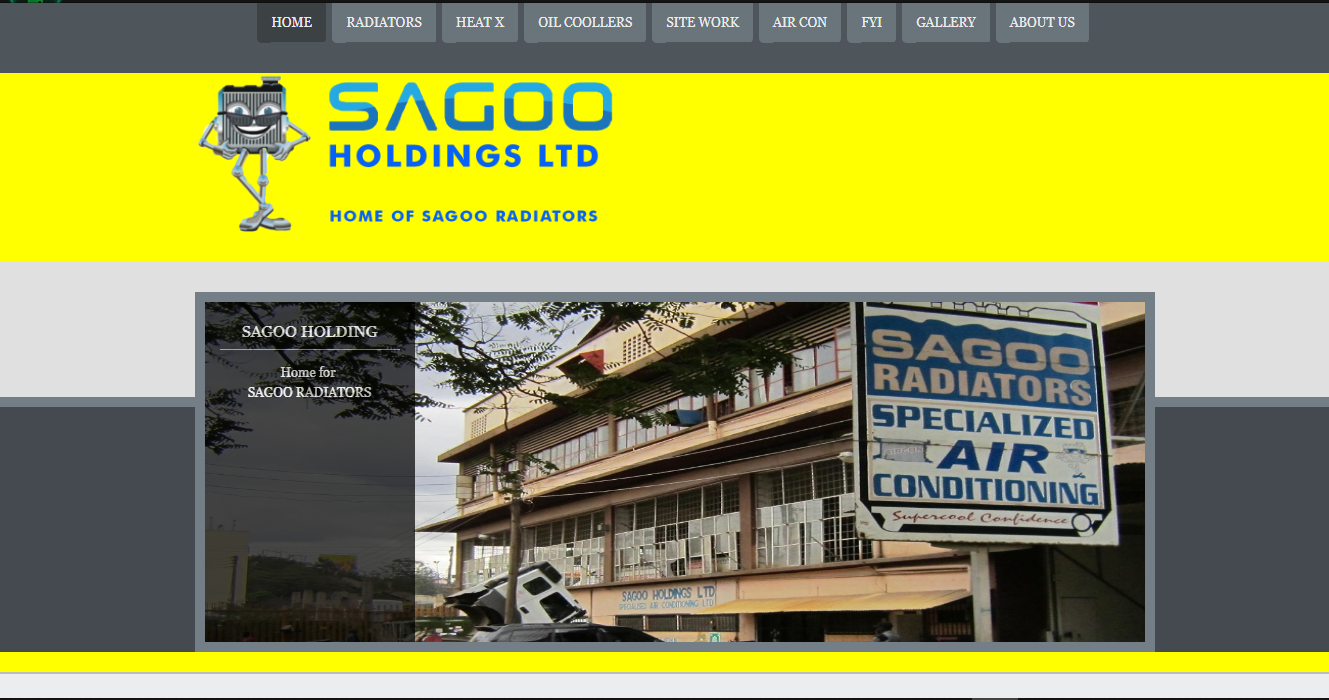 HOME RADIATORS HEAT X OIL COOLLERS SITE WORK AIR CON FYI GALLERY ABOUT US
SAGOO
HOLDINGS LTD
HOME OF SAGOO RADIATORS
SAGOO HOLDING
Home for
SAGOO RADIATORS
SAGOO
RADIATORS
SPECIALIZED
AIR
CONDITIONING
Supercool Confidence
SAGOO HOLDINGS LTD
SPECIALISED AIR CONDITIONING LTD